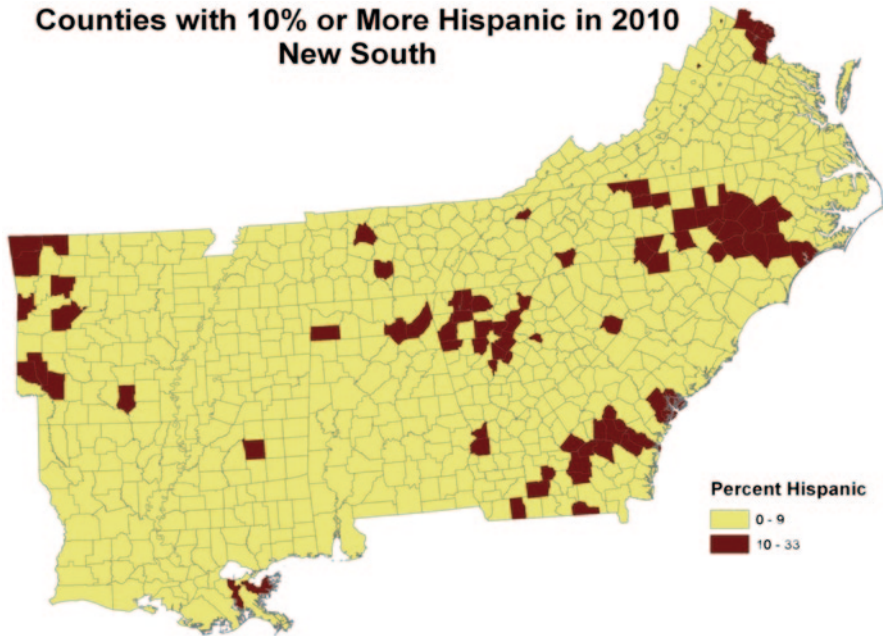 Counties with 10% or More Hispanic in 2010
New South
Percent Hispanic
0 - 9
10 - 33